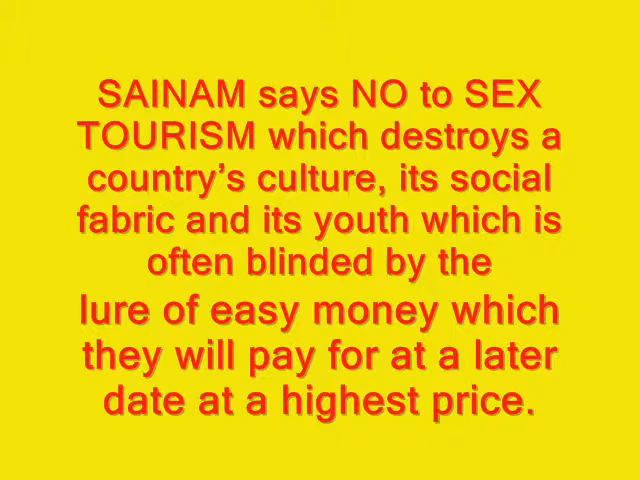 SAINAM says NO to SEX
TOURISM which destroys a
country’s culture, its social
fabric and its youth which is
often blinded by the
lure of easy money which
they will pay for at a later
date at a highest price.